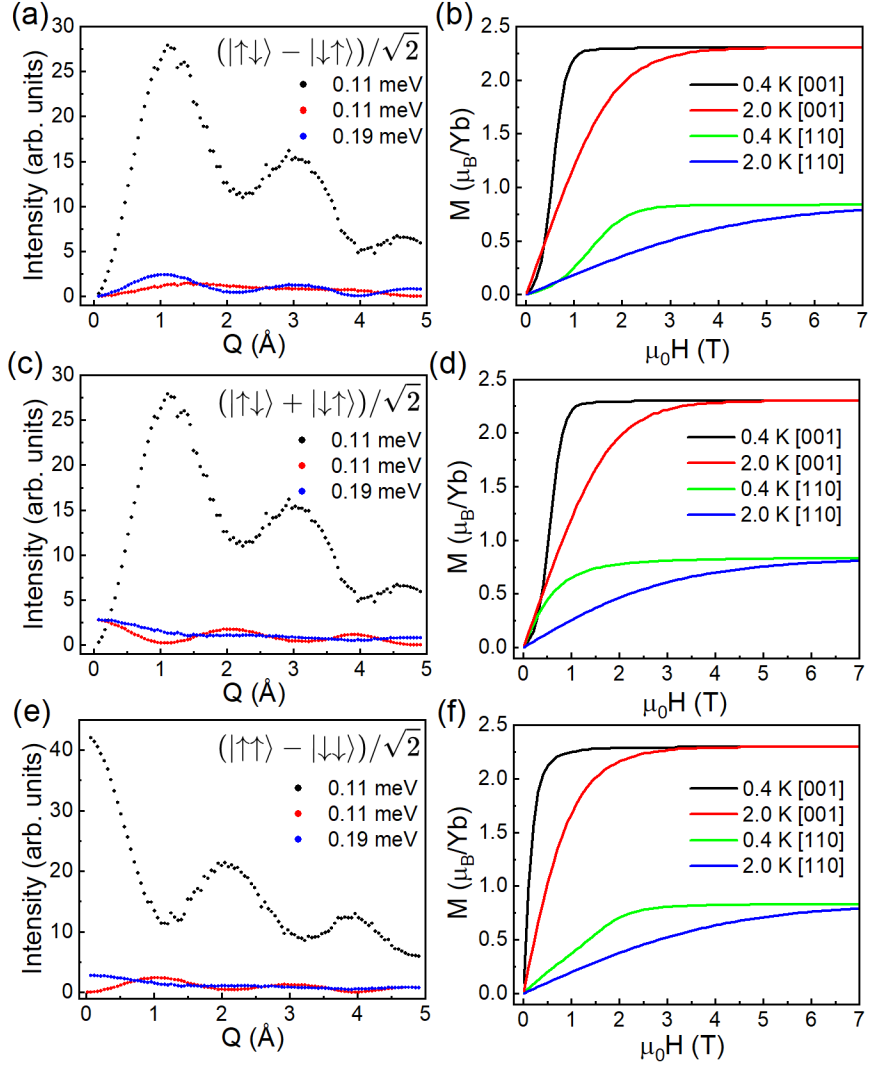 (a)
(|↑↓⟩ − |↓↑⟩)/√2
Intensity (arb. units)
30
25
20
15
10
5
0
0.11 meV
0.11 meV
0.19 meV
0 1 2 3 4 5
Q (Å)
(b)
M (μB/Yb)
2.5
2.0
1.5
1.0
0.5
0.0
0.4 K [001]
2.0 K [001]
0.4 K [110]
2.0 K [110]
0 1 2 3 4 5 6 7
μ0H (T)
(c)
(|↑↓⟩ + |↓↑⟩)/√2
Intensity (arb. units)
30
25
20
15
10
5
0
0.11 meV
0.11 meV
0.19 meV
0 1 2 3 4 5
Q (Å)
(d)
M (μB/Yb)
2.5
2.0
1.5
1.0
0.5
0.0
0.4 K [001]
2.0 K [001]
0.4 K [110]
2.0 K [110]
0 1 2 3 4 5 6 7
μ0H (T)
(e)
(|↑↑⟩ − |↓↓⟩)/√2
Intensity (arb. units)
40
30
20
10
0
0.11 meV
0.11 meV
0.19 meV
0 1 2 3 4 5
Q (Å)
(f)
M (μB/Yb)
2.5
2.0
1.5
1.0
0.5
0.0
0.4 K [001]
2.0 K [001]
0.4 K [110]
2.0 K [110]
0 1 2 3 4 5 6 7
μ0H (T)